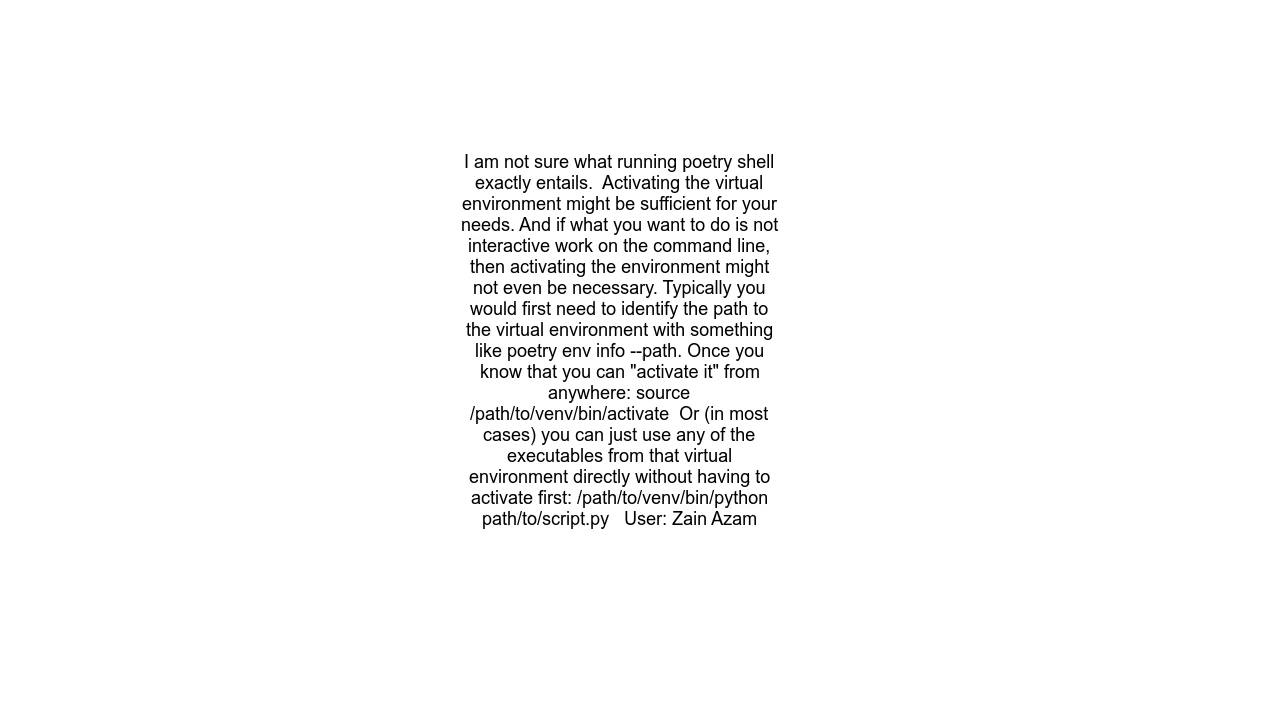 I am not sure what running poetry shell
exactly entails.  Activating the virtual
environment might be sufficient for your
needs. And if what you want to do is not
interactive work on the command line,
then activating the environment might
not even be necessary. Typically you
would first need to identify the path to
the virtual environment with something
like poetry env info --path. Once you
know that you can "activate it" from
anywhere: source
/path/to/venv/bin/activate  Or (in most
cases) you can just use any of the
executables from that virtual
environment directly without having to
activate first: /path/to/venv/bin/python
path/to/script.py   User: Zain Azam